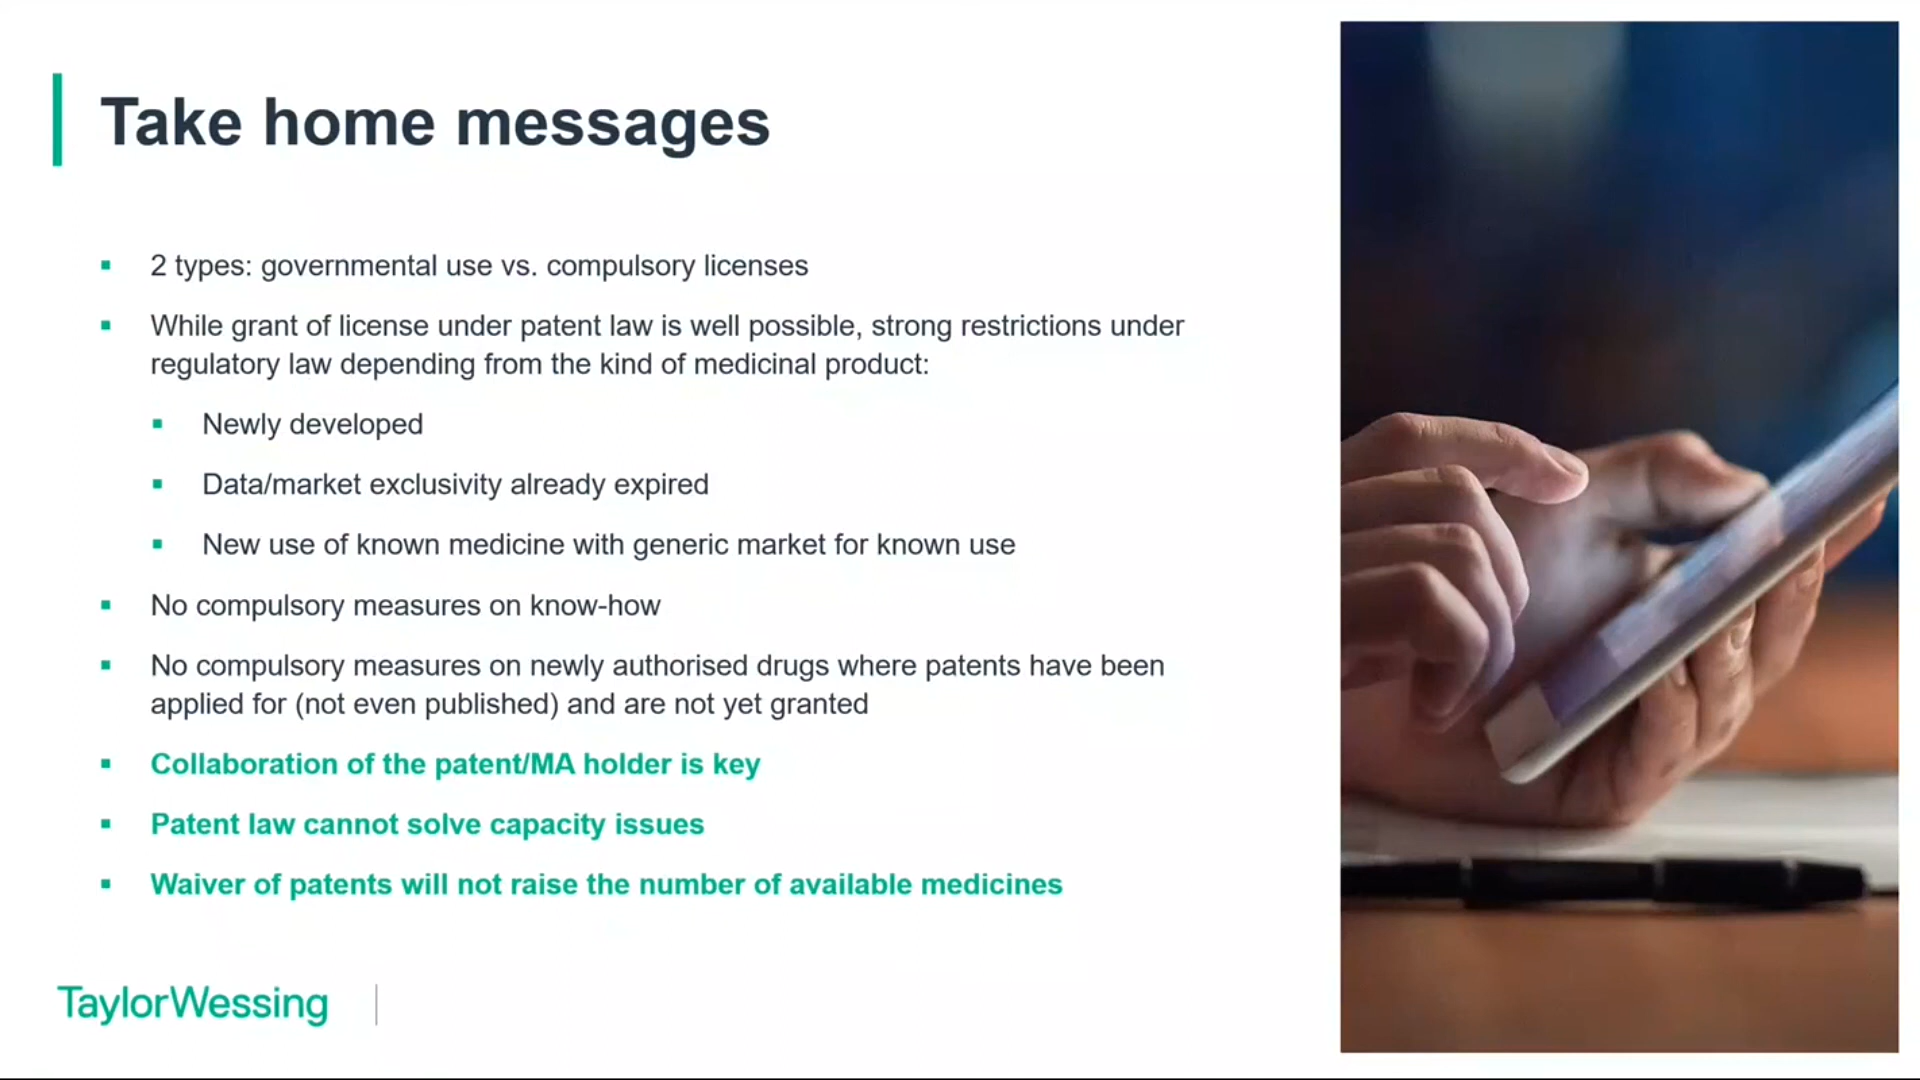 Take home messages
2 types: governmental use vs. compulsory licenses
While grant of license under patent law is well possible, strong restrictions under
regulatory law depending from the kind of medicinal product:
Newly developed
Data/market exclusivity already expired
New use of known medicine with generic market for known use
No compulsory measures on know-how
No compulsory measures on newly authorised drugs where patents have been
applied for (not even published) and are not yet granted
Collaboration of the patent/MA holder is key
Patent law cannot solve capacity issues
Waiver of patents will not raise the number of available medicines
TaylorWessing